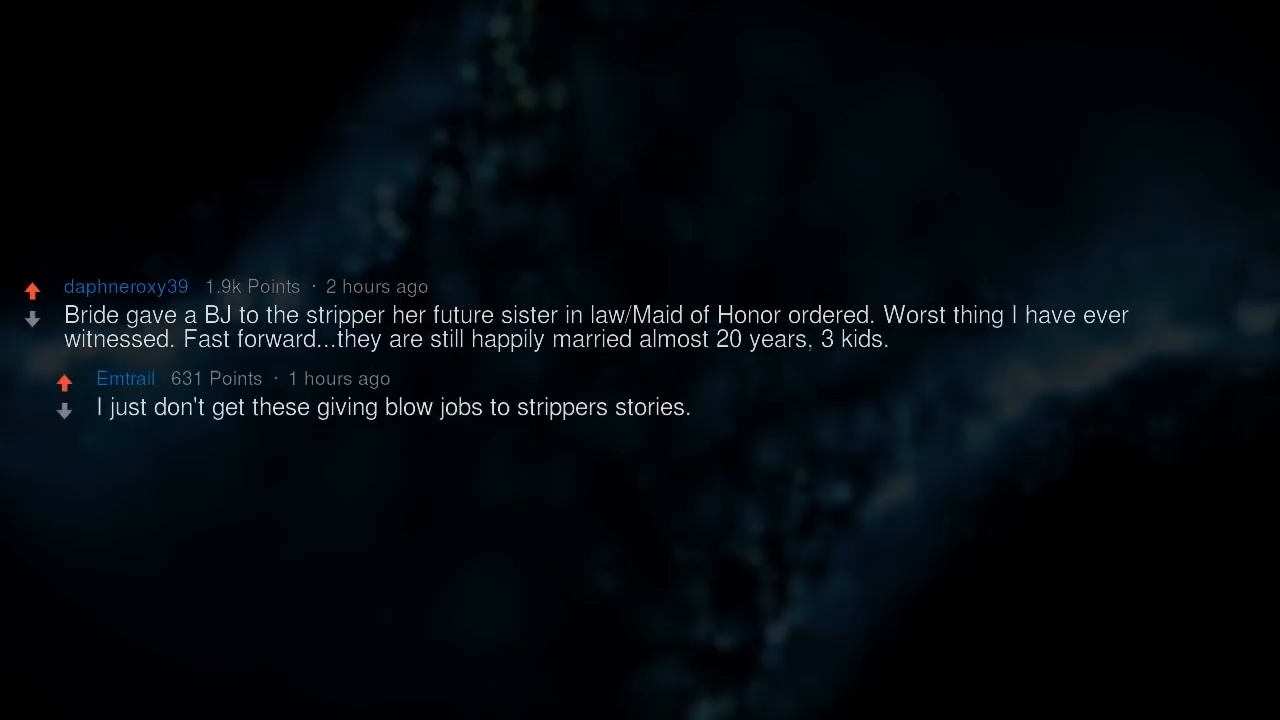 daphneroxy39 1.9k Points · 2 hours ago
Bride gave a BJ to the stripper her future sister in law/Maid of Honor ordered. Worst thing I have ever
witnessed. Fast forward...they are still happily married almost 20 years, 3 kids.
Emtrail 631 Points · 1 hours ago
I just don't get these giving blow jobs to strippers stories.